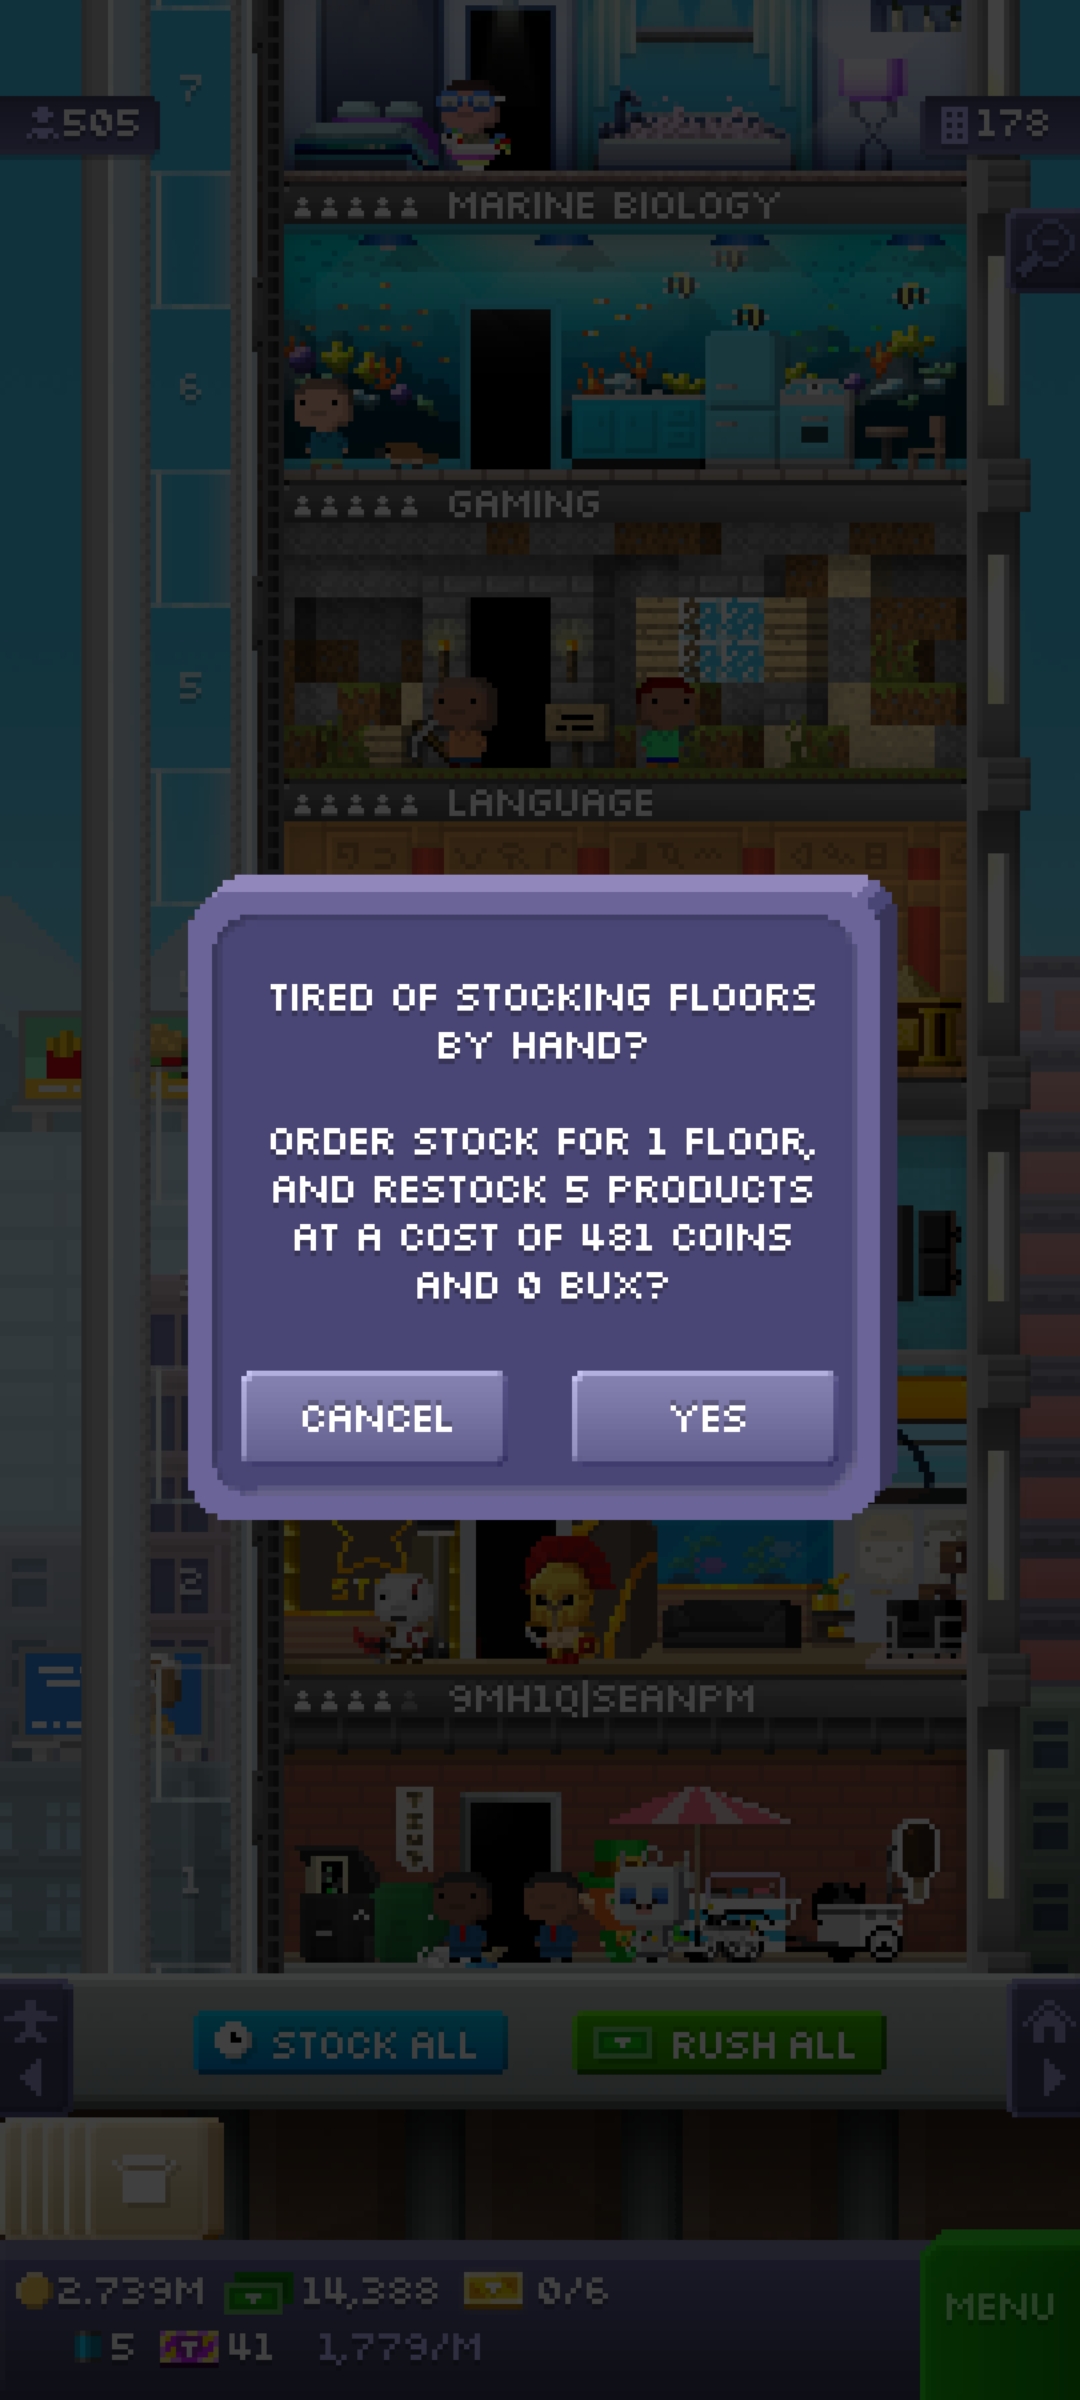 7
505
178
MARINE BIOLOGY
6
GAMING
5
LANGUAGE
TIRED OF STOCKING FLOORS
BY HAND?
ORDER STOCK FOR 1 FLOOR,
AND RESTOCK 5 PRODUCTS
AT A COST OF 481 COINS
AND 0 BUX?
CANCEL
YES
2
9MH1Q|SEANPM
1
STOCK ALL
RUSH ALL
2.739M
14,388
0/6
MENU
5
41
1,779/M